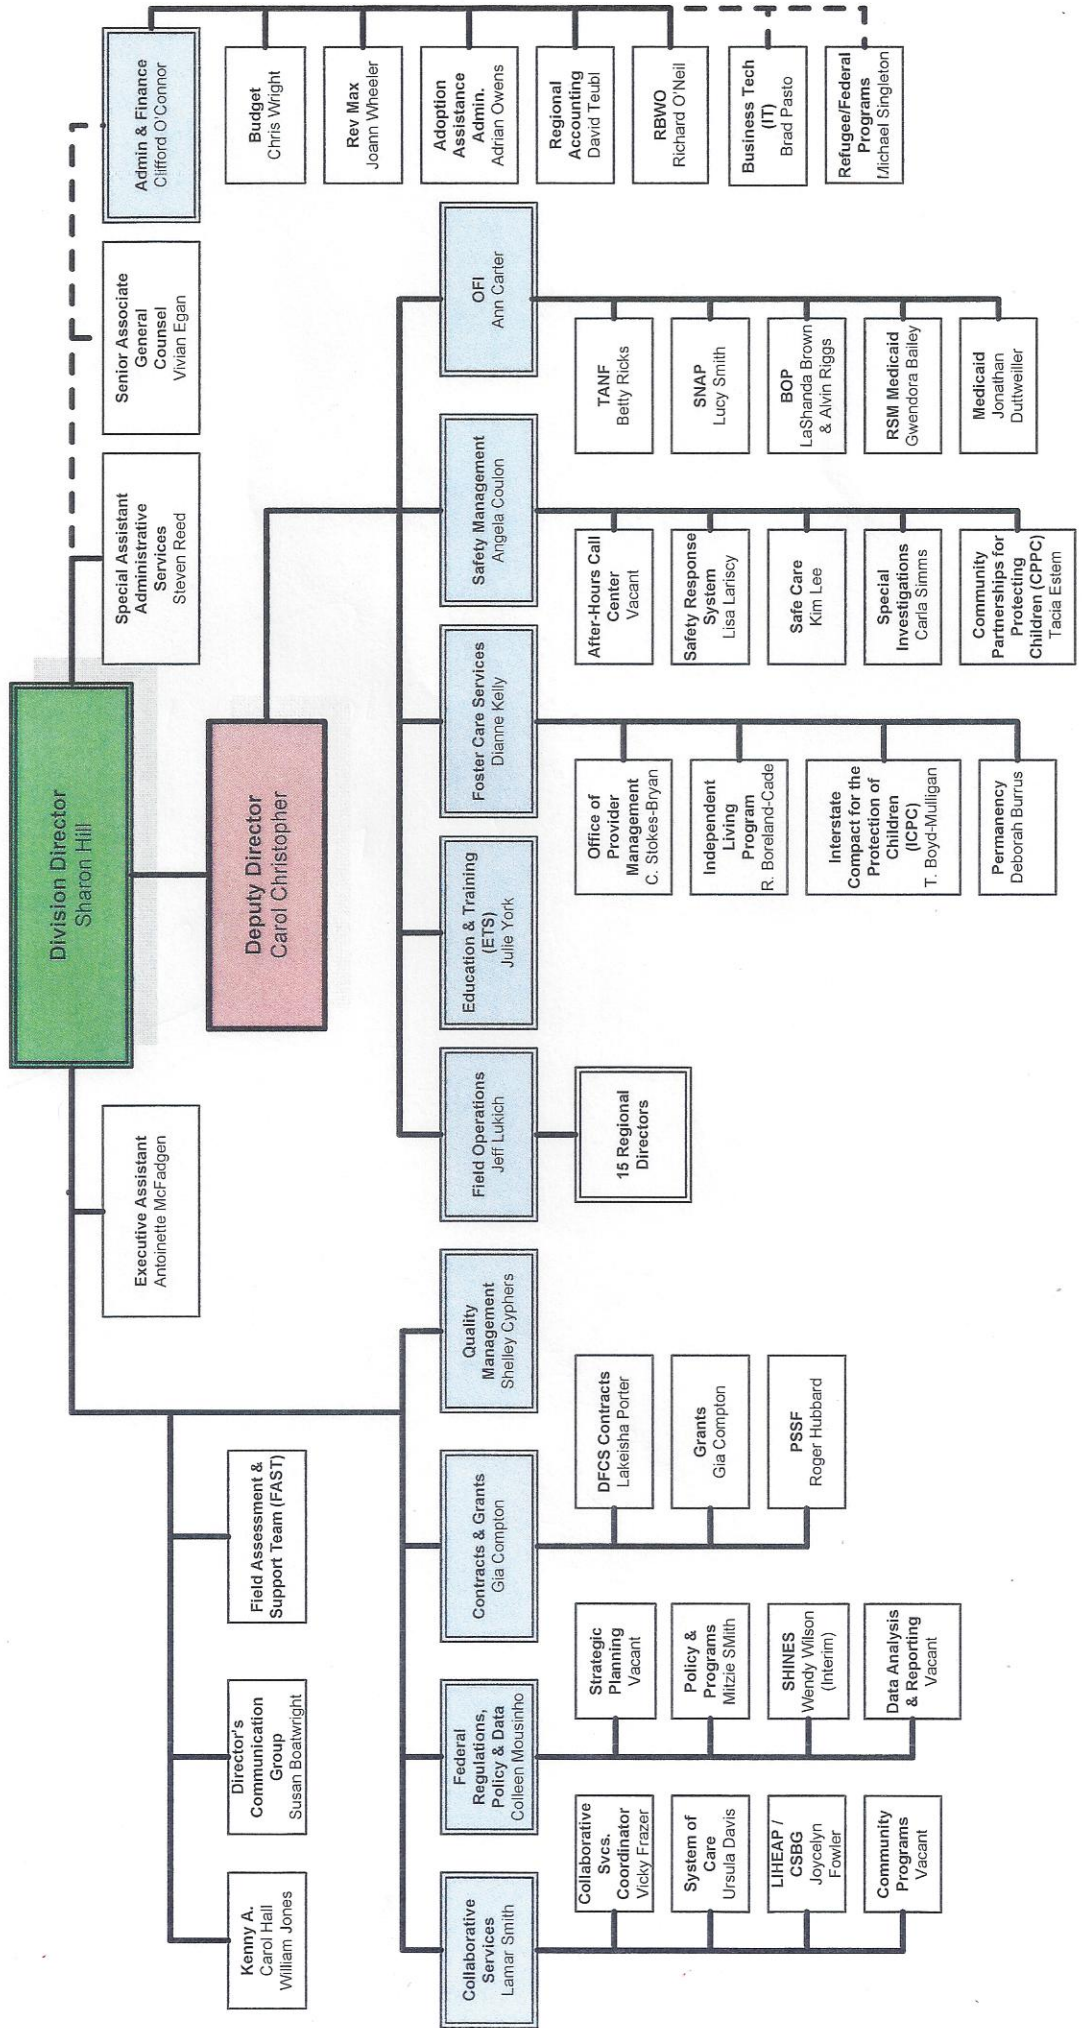 Division Director
Sharon Hill
Deputy Director
Carol Christopher
Executive Assistant
Antoinette McFadgen
Special Assistant
Administrative
Services
Steven Reed
Senior Associate
General
Counsel
Vivian Egan
Admin & Finance
Clifford O'Connor
Budget
Chris Wright
Rev Max
Joann Wheeler
Adoption
Assistance
Admin.
Adrian Owens
Regional
Accounting
David Teubl
RBWO
Richard O'Neil
Business Tech
(IT)
Brad Pasto
Refugee/Federal
Programs
Michael Singleton
Kenny A.
Carol Hall
William Jones
Director's
Communication
Group
Susan Boatwright
Field Assessment &
Support Team (FAST)
Collaborative
Services
Lamar Smith
Collaborative
Svcs.
Coordinator
Vicky Frazer
System of
Care
Ursula Davis
LIHEAP /
CSBG
Joycelyn
Fowler
Community
Programs
Vacant
Federal
Regulations,
Policy & Data
Colleen Mousinho
Strategic
Planning
Vacant
Policy &
Programs
Mitzie SMith
SHINES
Wendy Wilson
(Interim)
Data Analysis
& Reporting
Vacant
Contracts & Grants
Gia Compton
DFCS Contracts
Lakeisha Porter
Grants
Gia Compton
PSSF
Roger Hubbard
Quality
Management
Shelley Cyphers
Field Operations
Jeff Lukich
15 Regional
Directors
Education & Training
(ETS)
Julie York
Foster Care Services
Dianne Kelly
Office of
Provider
Management
C. Stokes-Bryan
Independent
Living
Program
R. Boreland-Cade
Interstate
Compact for the
Protection of
Children
(ICPC)
T. Boyd-Mulligan
Permanency
Deborah Burrus
Safety Management
Angela Coulon
After-Hours Call
Center
Vacant
Safety Response
System
Lisa Lariscy
Safe Care
Kim Lee
Special
Investigations
Carla Simms
Community
Partnerships for
Protecting
Children (CPPC)
Tacia Estem
OFI
Ann Carter
TANF
Betty Ricks
SNAP
Lucy Smith
BOP
LaShanda Brown
& Alvin Riggs
RSM Medicaid
Gwendora Bailey
Medicaid
Jonathan
Duttweiller